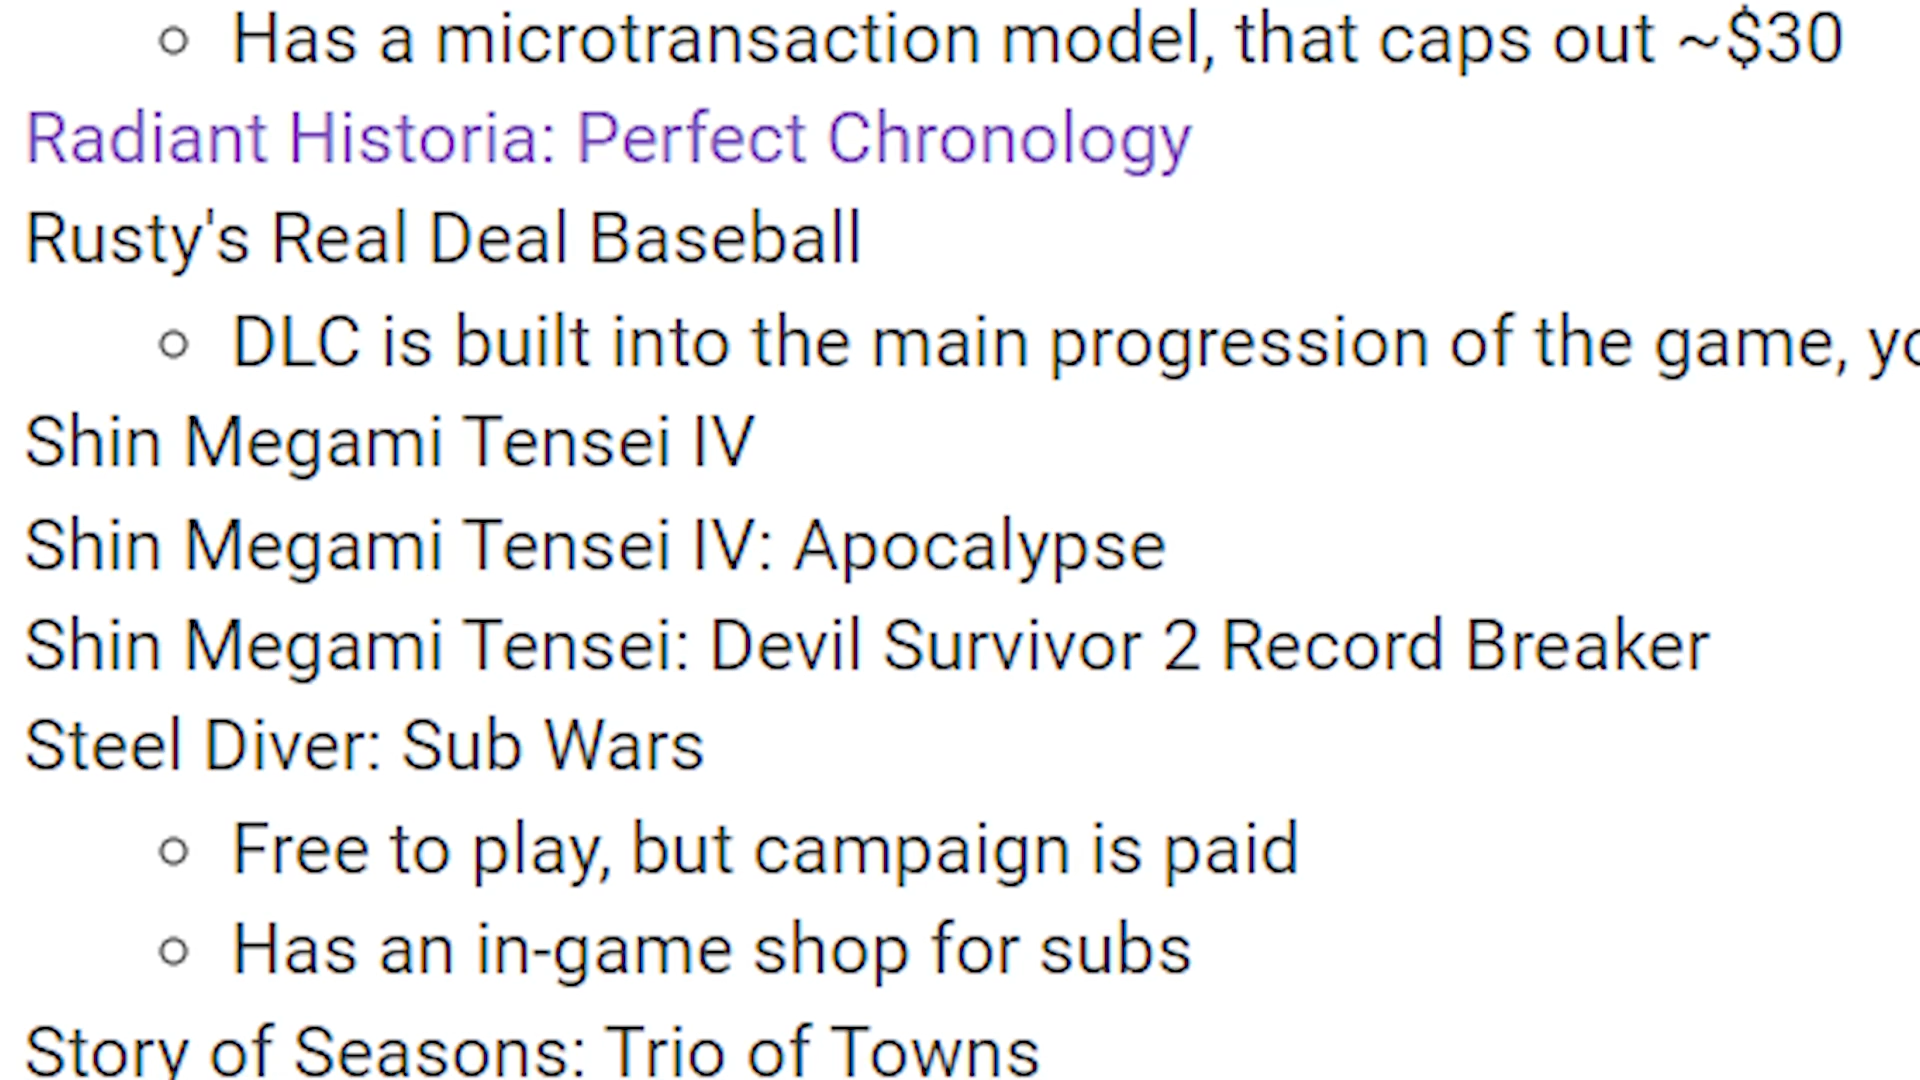 Has a microtransaction model, that caps out ~$30
Radiant Historia: Perfect Chronology
Rusty's Real Deal Baseball
DLC is built into the main progression of the game,
Shin Megami Tensei IV
Shin Megami Tensei IV: Apocalypse
Shin Megami Tensei: Devil Survivor 2 Record Breaker
Steel Diver: Sub Wars
Free to play, but campaign is paid
Has an in-game shop for subs
Story of Seasons: Trio of Towns